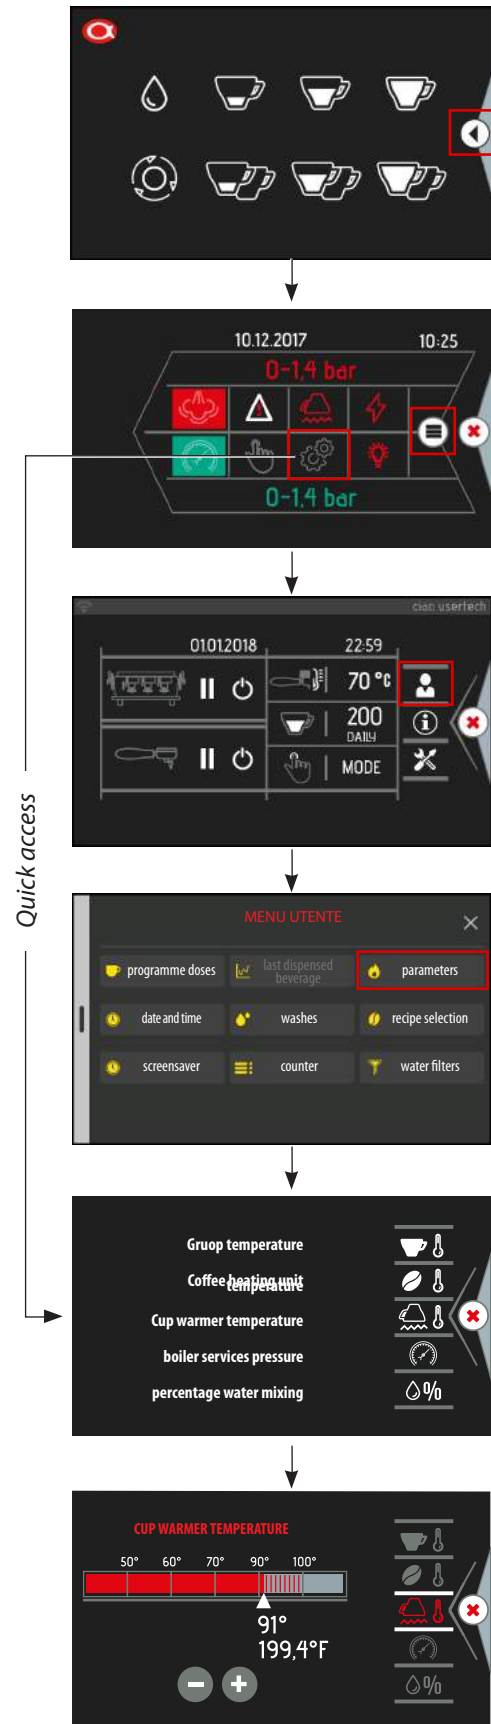 10.12.2017 10:25
0-1,4 bar
0-1,4 bar
Quick access
ciao usertech
01.01.2018 22:59
70 °c
200
DAILY
MODE
MENU UTENTE
programme doses
last dispensed
beverage
parameters
date and time
washes
recipe selection
screensaver
counter
water filters
Gruop temperature
Coffee heating unit
temperature
Cup warmer temperature
boiler services pressure
percentage water mixing
%
CUP WARMER TEMPERATURE
50° 60° 70° 90° 100°
91°
199,4°F
%